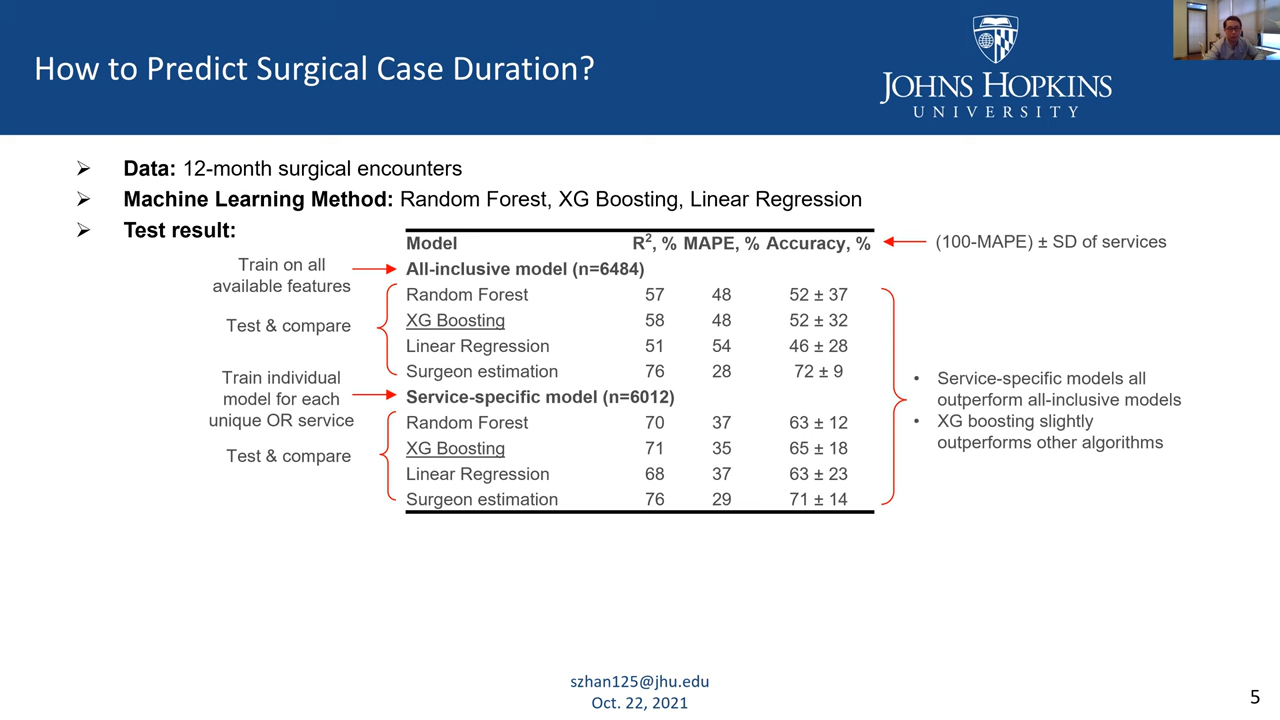 How to Predict Surgical Case Duration?
JOHNS HOPKINS
UNIVERSITY
➢ Data: 12-month surgical encounters
➢ Machine Learning Method: Random Forest, XG Boosting, Linear Regression
➢ Test result:
Model R², % MAPE, % Accuracy, %
(100-MAPE) ± SD of services
Train on all
available features
All-inclusive model (n=6484)
Random Forest 57 48 52 ± 37
XG Boosting 58 48 52 ± 32
Test & compare
Linear Regression 51 54 46 ± 28
Surgeon estimation 76 28 72 ± 9
Train individual
model for each
unique OR service
Service-specific model (n=6012)
Random Forest 70 37 63 ± 12
XG Boosting 71 35 65 ± 18
Test & compare
Linear Regression 68 37 63 ± 23
Surgeon estimation 76 29 71 ± 14
• Service-specific models all
outperform all-inclusive models
• XG boosting slightly
outperforms other algorithms
szhan125@jhu.edu
Oct. 22, 2021
5